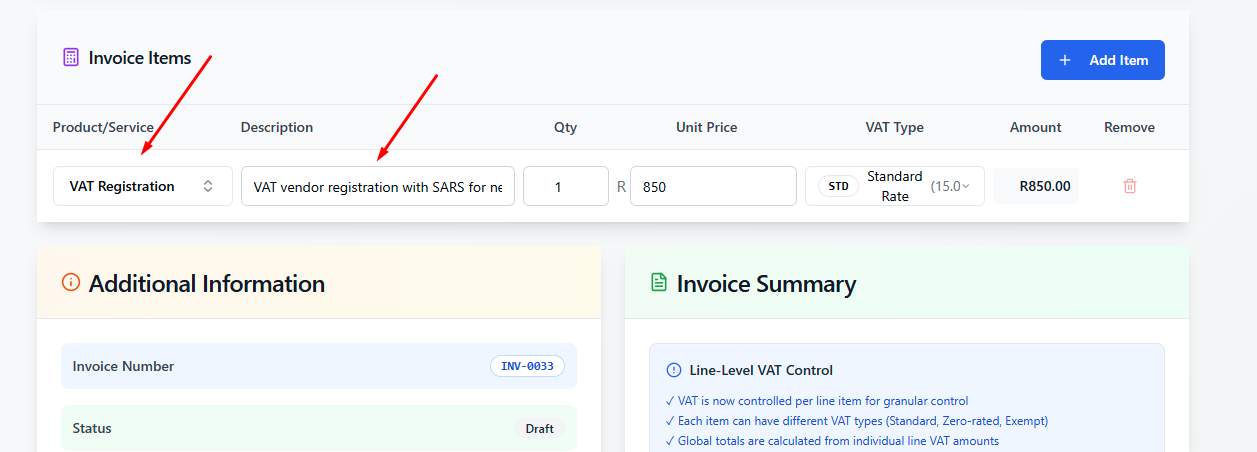 Invoice Items
+ Add Item
Product/Service Description Qty Unit Price VAT Type Amount Remove
VAT Registration VAT vendor registration with SARS for ne 1 R 850 STD Standard Rate (15.0 R850.00
Additional Information
Invoice Summary
Invoice Number INV-0033
Status Draft
Line-Level VAT Control
✓ VAT is now controlled per line item for granular control
✓ Each item can have different VAT types (Standard, Zero-rated, Exempt)
✓ Global totals are calculated from individual line VAT amounts